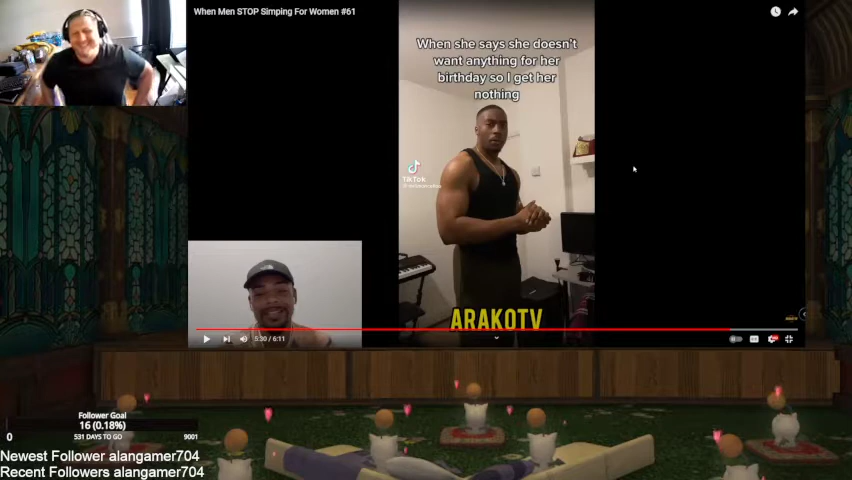 When Men STOP Simping For Women #61
When she says she doesn't
want anything for her
birthday so I get her
nothing
TikTok
ARAKOTV
5:30 / 6:11
Follower Goal
16 (0.18%)
0
531 DAYS TO GO
9001
Newest Follower alangamer704
Recent Followers alangamer704